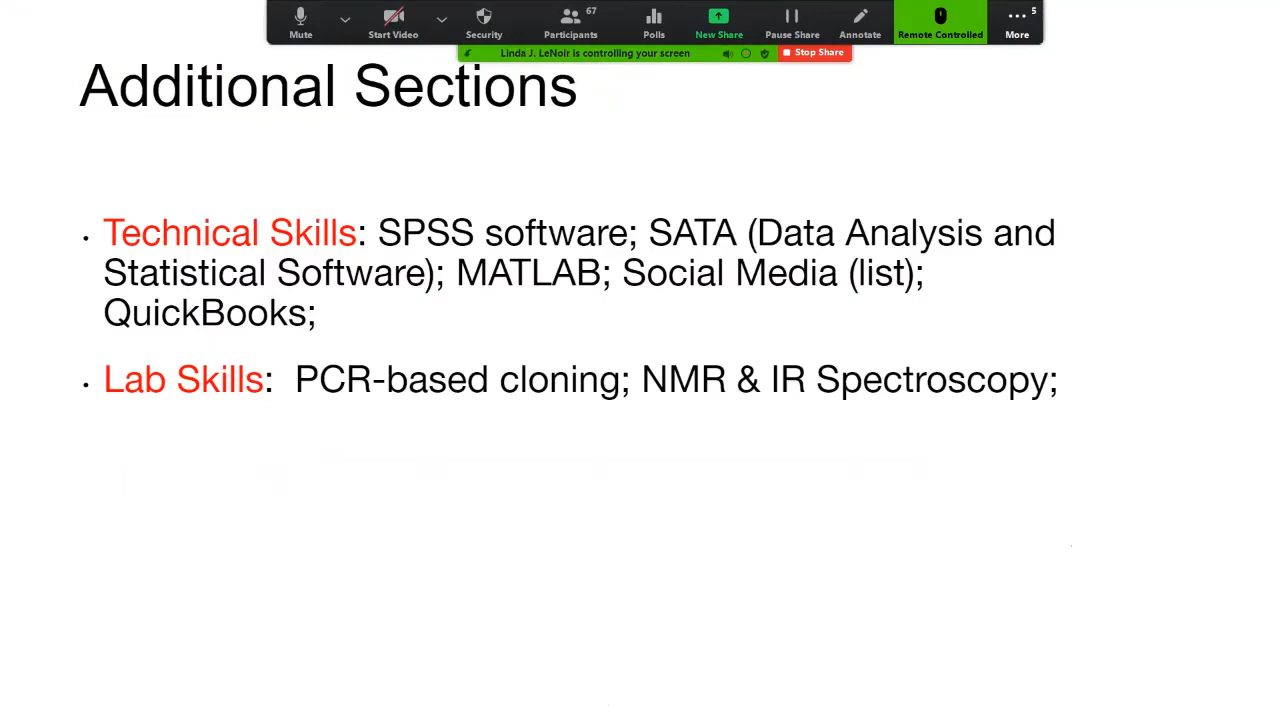 67
5
Mute
Start Video
Security
Participants
Polls
New Share
Pause Share
Annotate
Remote Controlled
More
Linda J. LeNoir is controlling your screen
Stop Share
Additional Sections
• Technical Skills: SPSS software; SATA (Data Analysis and
Statistical Software); MATLAB; Social Media (list);
QuickBooks;
• Lab Skills:  PCR-based cloning; NMR & IR Spectroscopy;